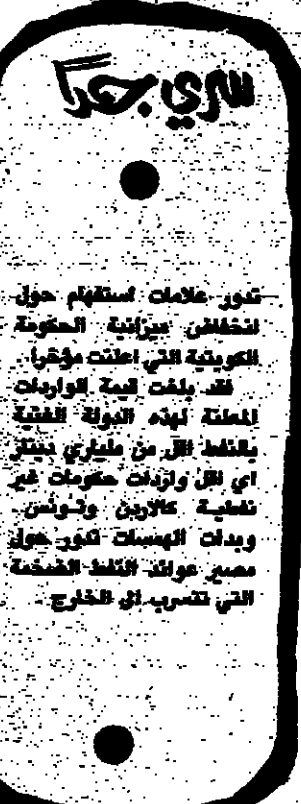 سري جداً
تدور علامات استفهام حول
انخفاض ميزانية الحكومة
الكويتية التي اعلنت مؤخرا.
فقد بلغت قيمة الواردات
المعلنة لهذه الدولة الغنية
بالنفط اقل من ملياري دينار
اي اقل واردات حكومات غير
نفطية كالاردن وتونس.
وبدات الهمسات تدور حول
مصير عوائد النفط الضخمة
التي تتسرب الى الخارج.